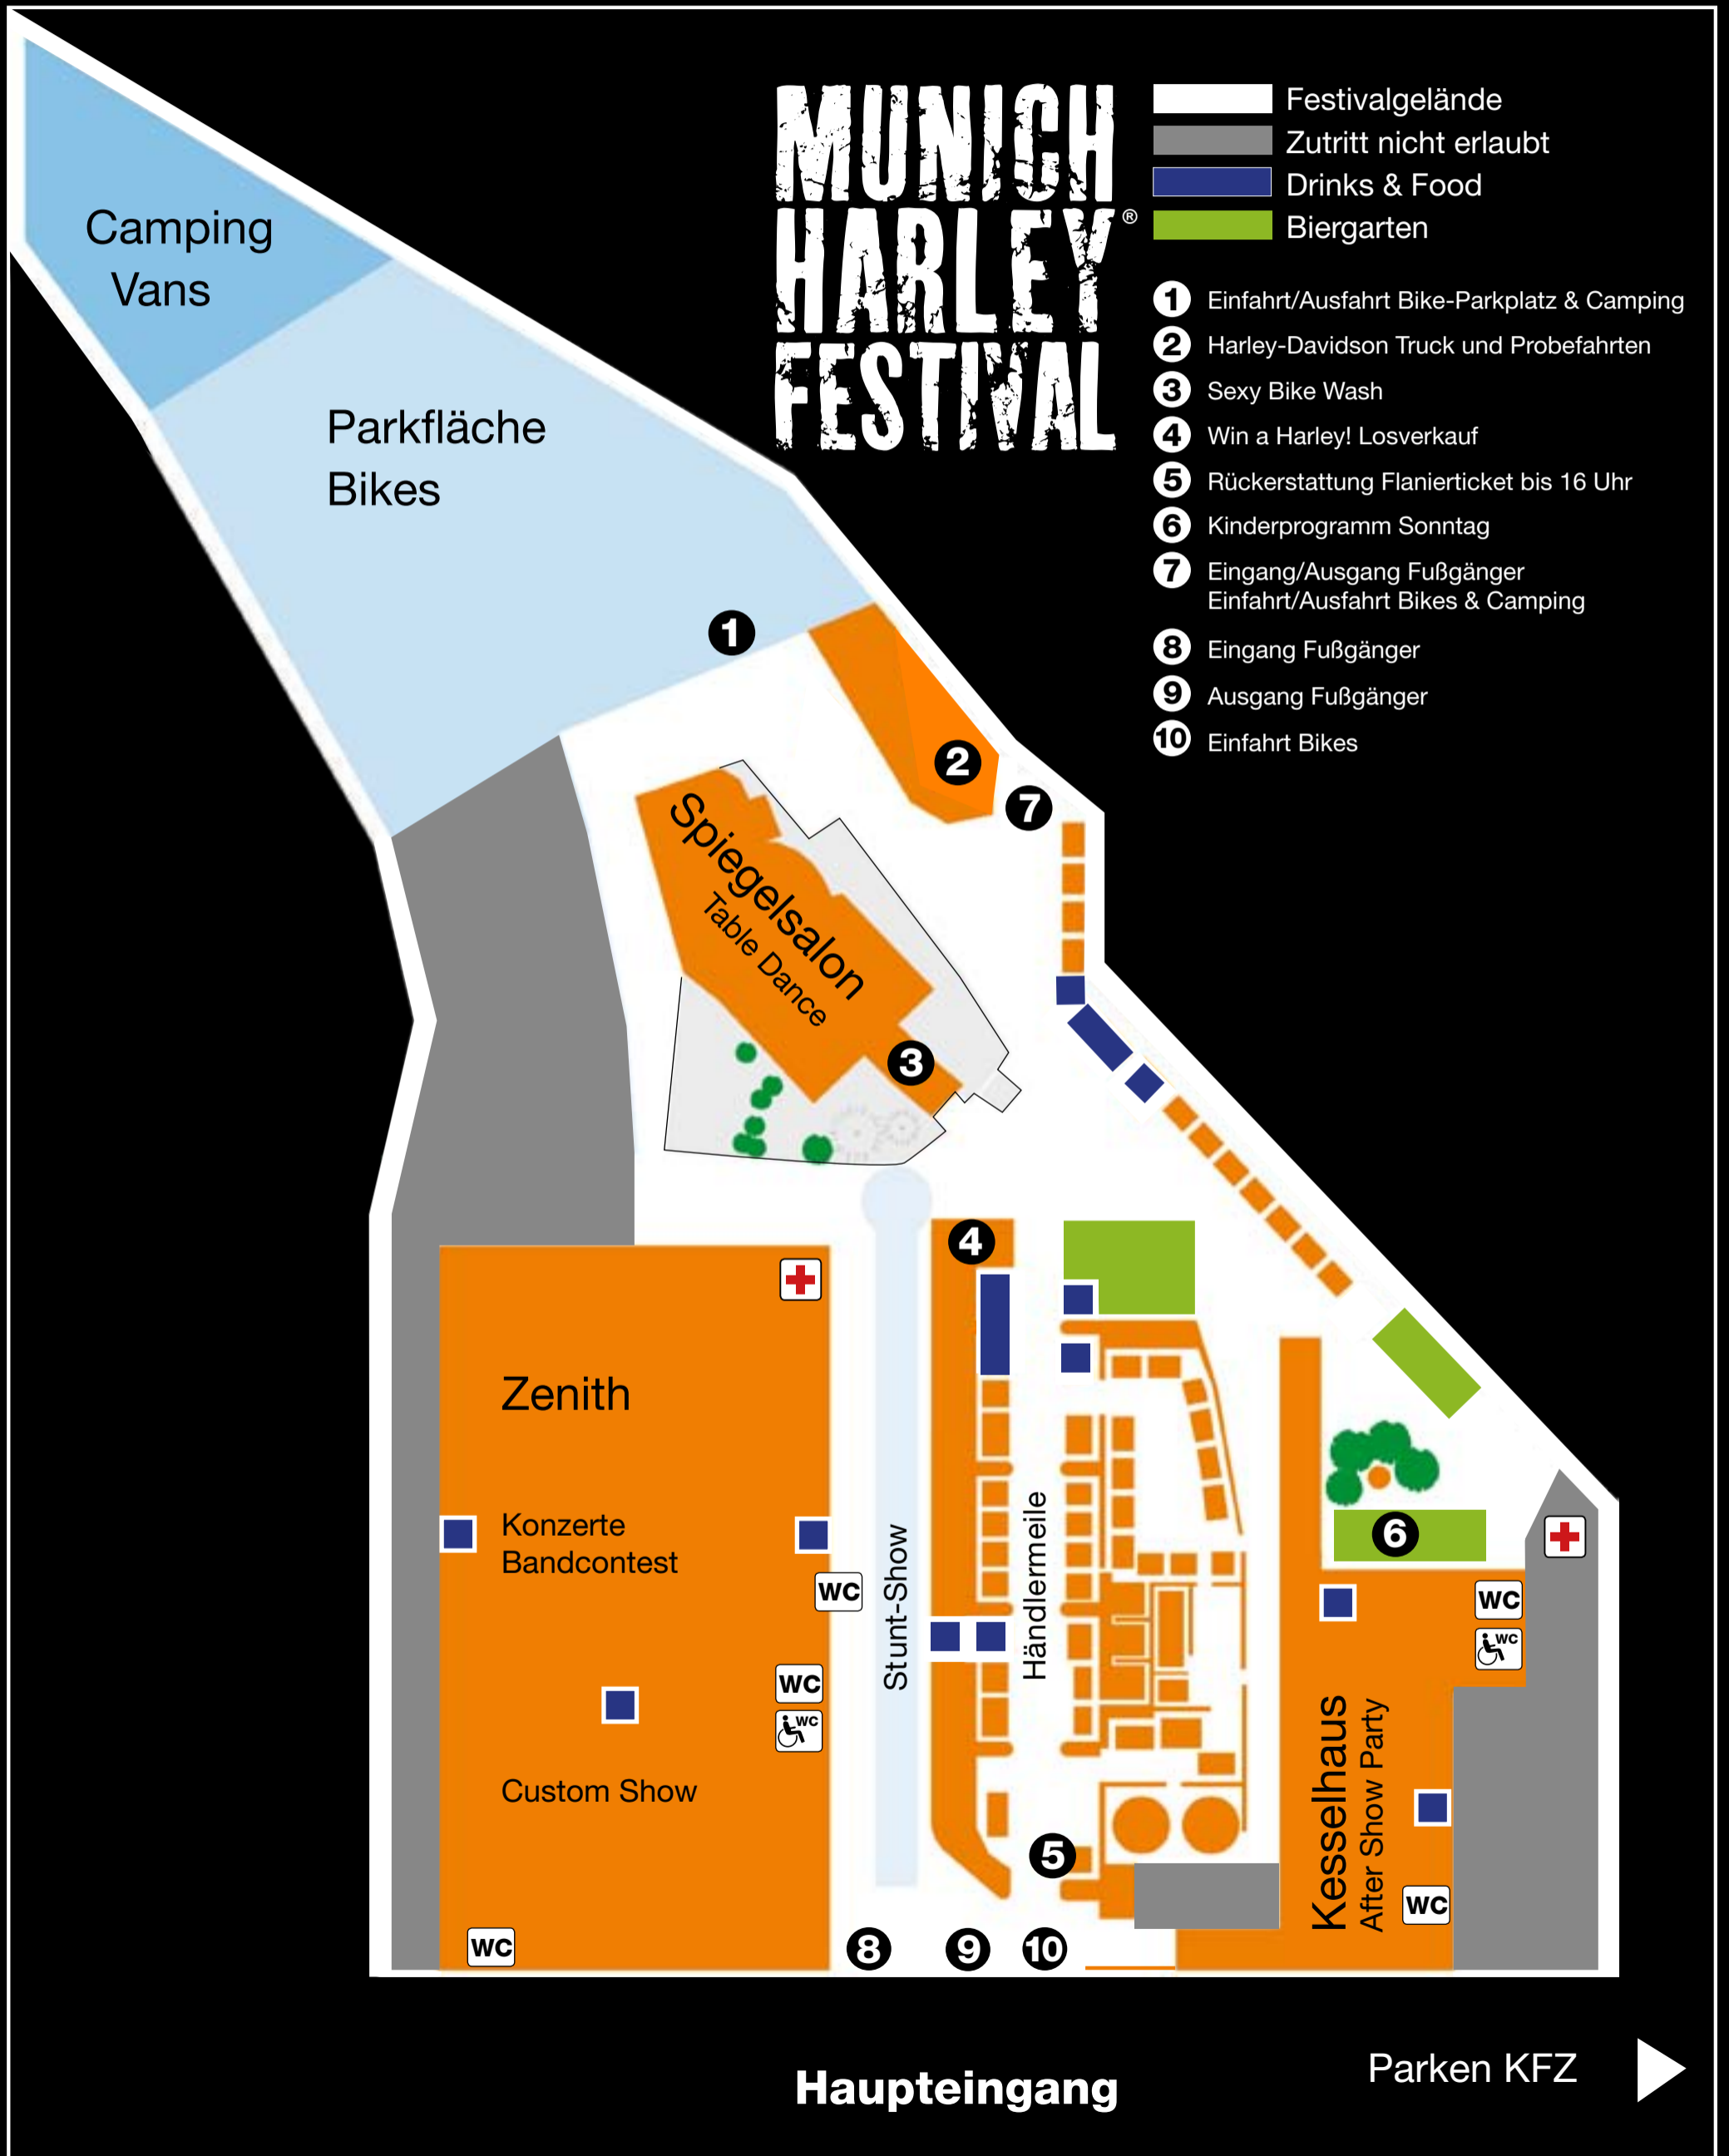 MUNICH
HARLEY®
FESTIVAL
Festivalgelände
Zutritt nicht erlaubt
Drinks & Food
Biergarten
1 Einfahrt/Ausfahrt Bike-Parkplatz & Camping
2 Harley-Davidson Truck und Probefahrten
3 Sexy Bike Wash
4 Win a Harley! Losverkauf
5 Rückerstattung Flanierticket bis 16 Uhr
6 Kinderprogramm Sonntag
7 Eingang/Ausgang Fußgänger
Einfahrt/Ausfahrt Bikes & Camping
8 Eingang Fußgänger
9 Ausgang Fußgänger
10 Einfahrt Bikes
Camping
Vans
Parkfläche
Bikes
1
2
7
Spiegelsalon
Table Dance
3
4
Zenith
Konzerte
Bandcontest
WC
WC
WC
Custom Show
WC
Stunt-Show
Händlermeile
5
6
WC
WC
Kesselhaus
After Show Party
WC
8
9
10
Haupteingang
Parken KFZ